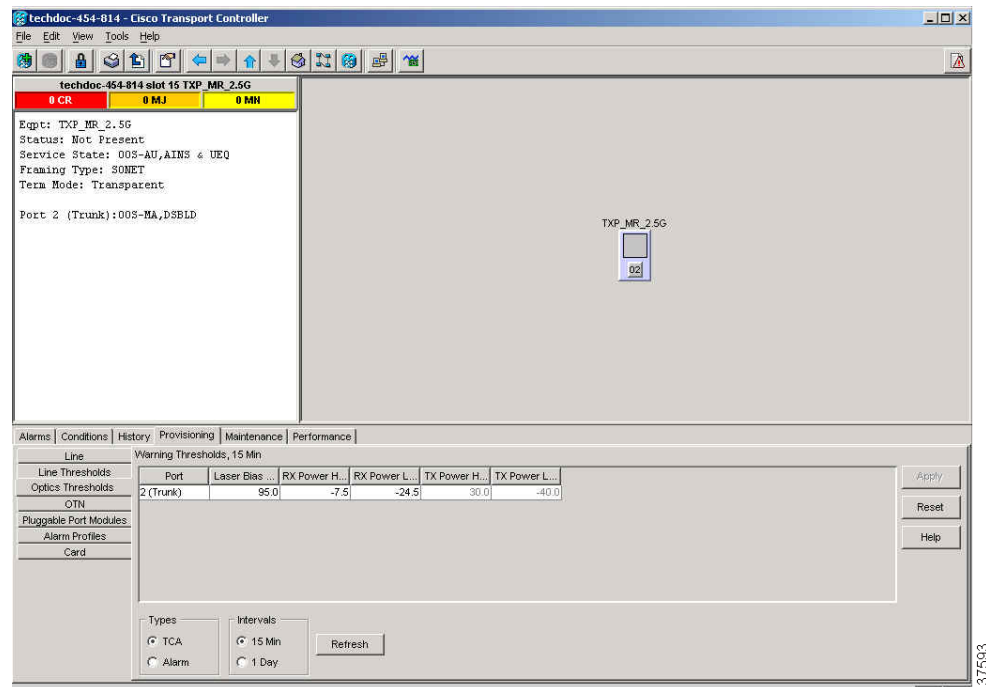 techdoc-454-814 - Cisco Transport Controller
File Edit View Tools Help
techdoc-454-814 slot 15 TXP_MR_2.5G
0 CR 0 MJ 0 MN
Eqpt: TXP_MR_2.5G
Status: Not Present
Service State: OOS-AU,AINS & UEQ
Framing Type: SONET
Term Mode: Transparent
Port 2 (Trunk):OOS-MA,DSBLD
TXP_MR_2.5G
02
Alarms Conditions History Provisioning Maintenance Performance
Line
Line Thresholds
Optics Thresholds
OTN
Pluggable Port Modules
Alarm Profiles
Card
Warning Thresholds, 15 Min
Port Laser Bias ... RX Power H... RX Power L... TX Power H... TX Power L...
2 (Trunk) 95.0 -7.5 -24.5 30.0 -40.0
Apply
Reset
Help
Types
TCA
Alarm
Intervals
15 Min
1 Day
Refresh
37593